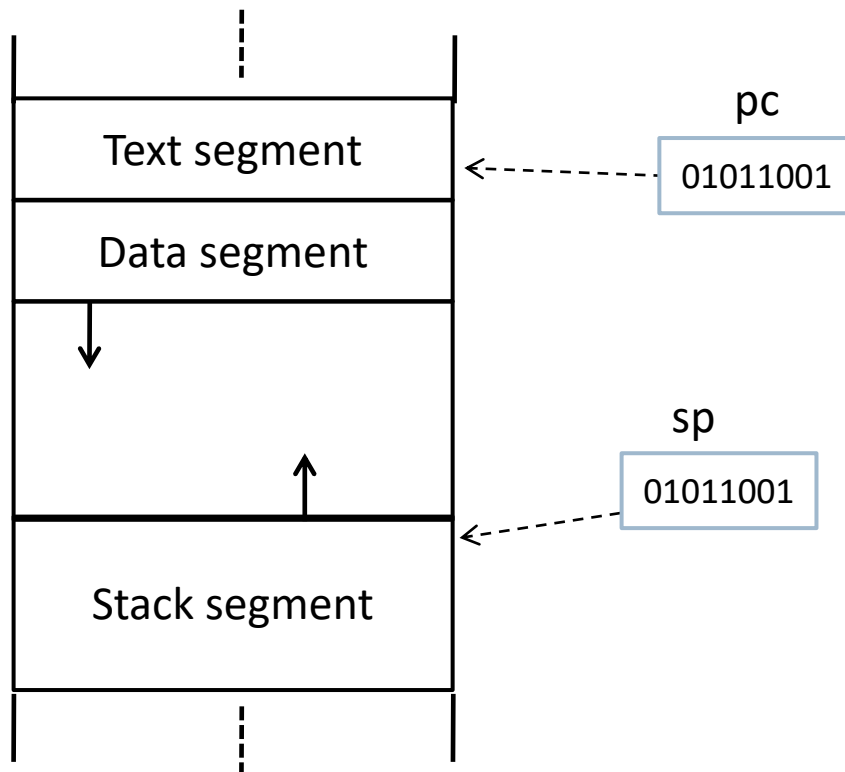 Text segment
pc
01011001
Data segment
sp
01011001
Stack segment